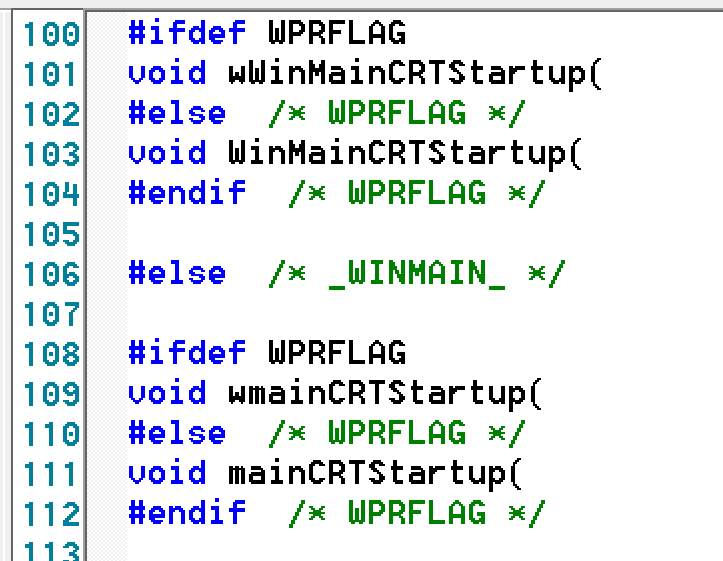 100 #ifdef WPRFLAG
101 void wWinMainCRTStartup(
102 #else /* WPRFLAG */
103 void WinMainCRTStartup(
104 #endif /* WPRFLAG */
105
106 #else /* _WINMAIN_ */
107
108 #ifdef WPRFLAG
109 void wmainCRTStartup(
110 #else /* WPRFLAG */
111 void mainCRTStartup(
112 #endif /* WPRFLAG */
113